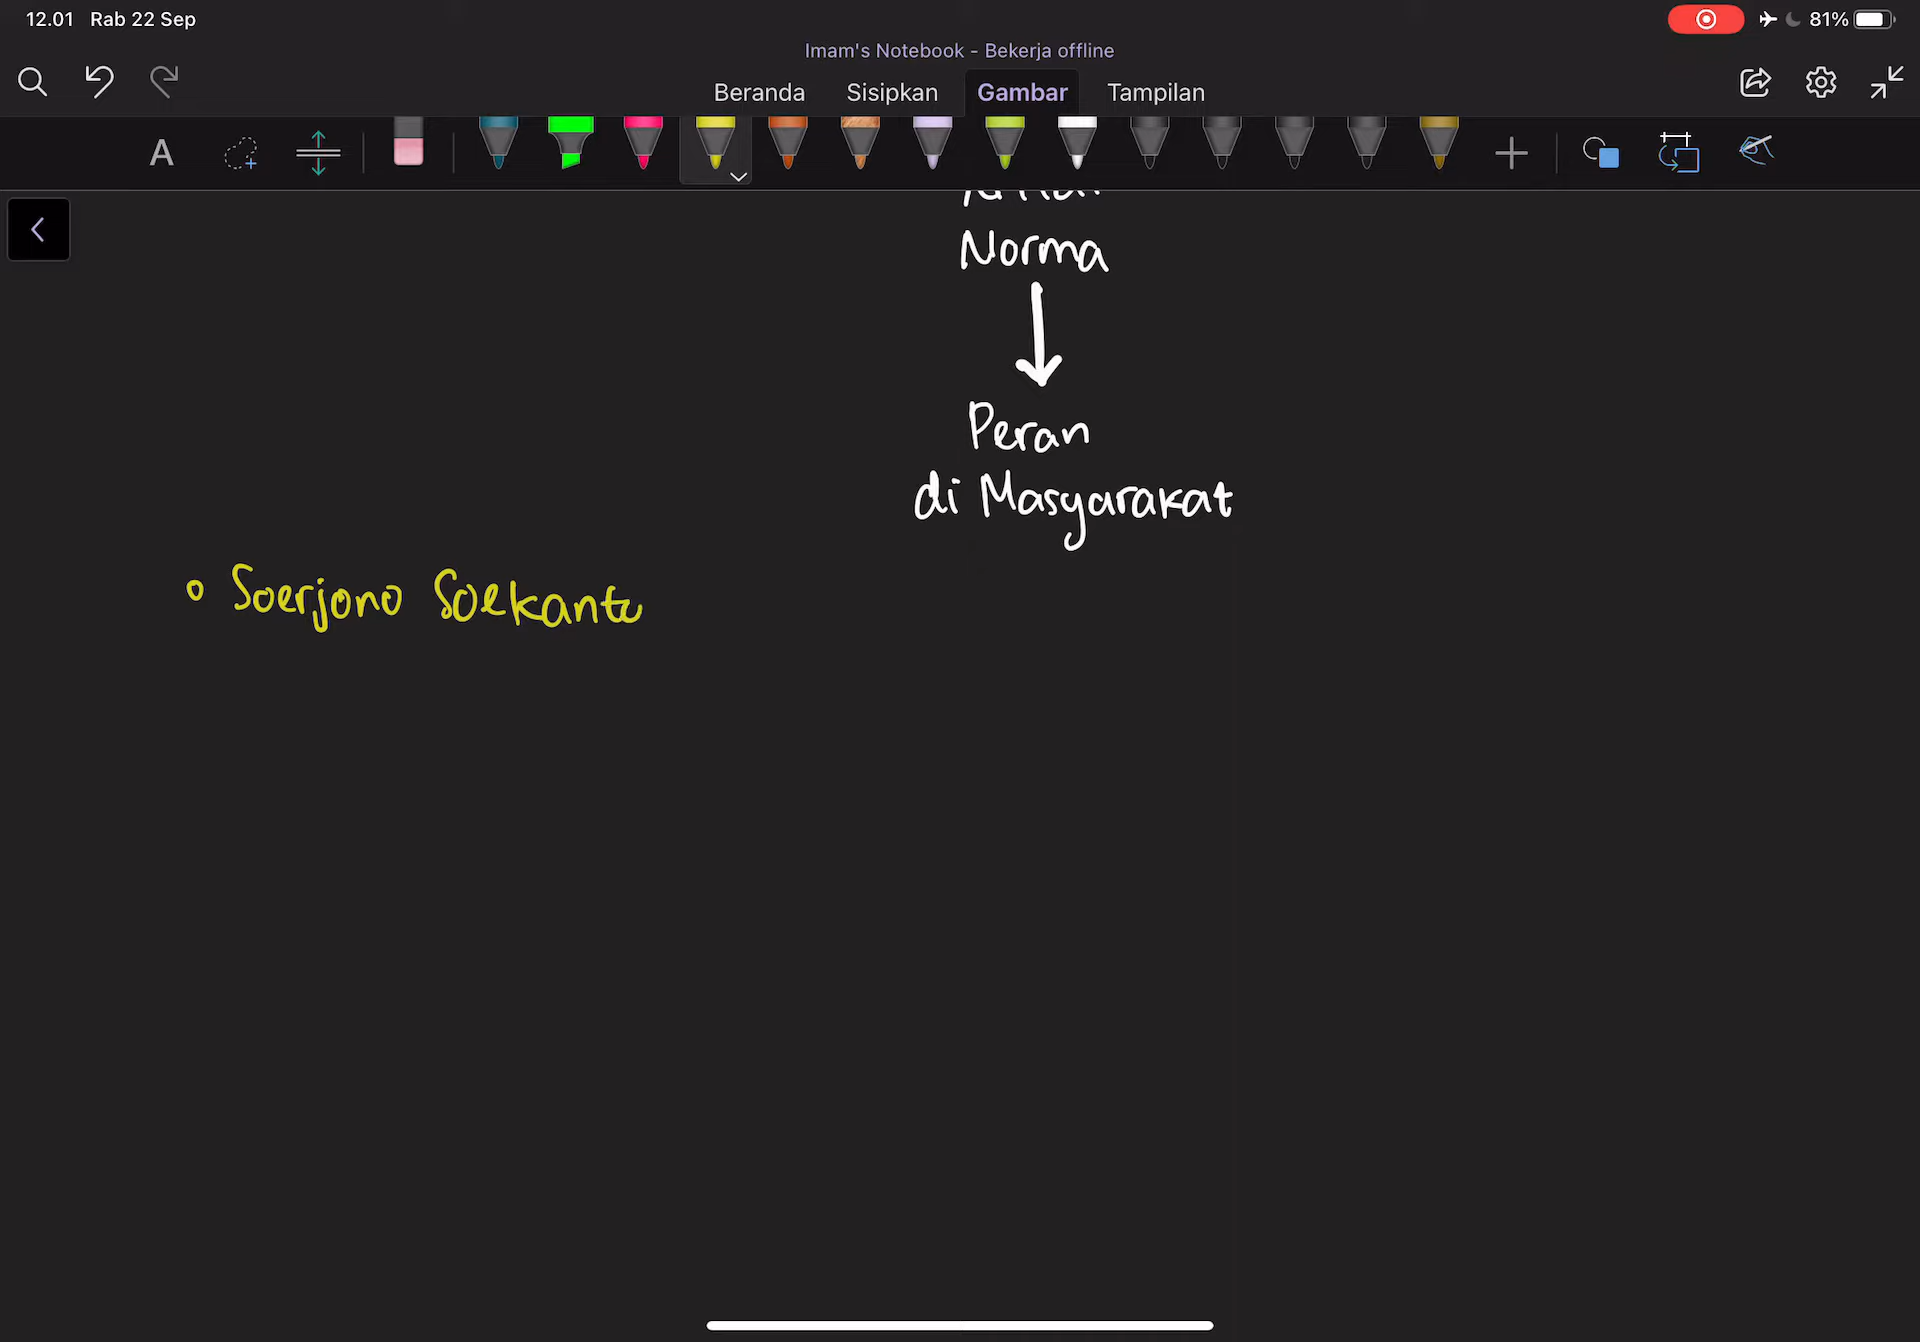 12.01 Rab 22 Sep
81%
Imam's Notebook - Bekerja offline
Beranda Sisipkan Gambar Tampilan
A
Norma
Peran
di Masyarakat
Soerjono Soekanto